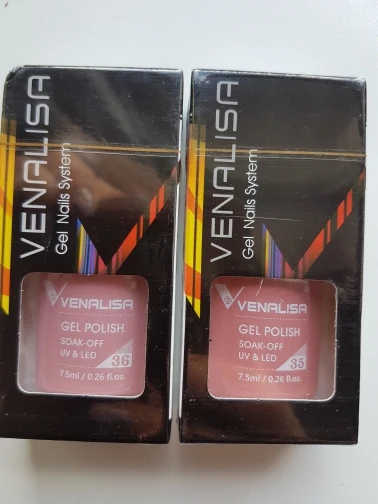 VENALISA
Gel Nails System
VENALISA
GEL POLISH
SOAK-OFF
UV & LED
36
7.5ml / 0.26 fl.oz.
VENALISA
Gel Nails System
VENALISA
GEL POLISH
SOAK-OFF
UV & LED
35
7.5ml / 0.26 fl.oz.